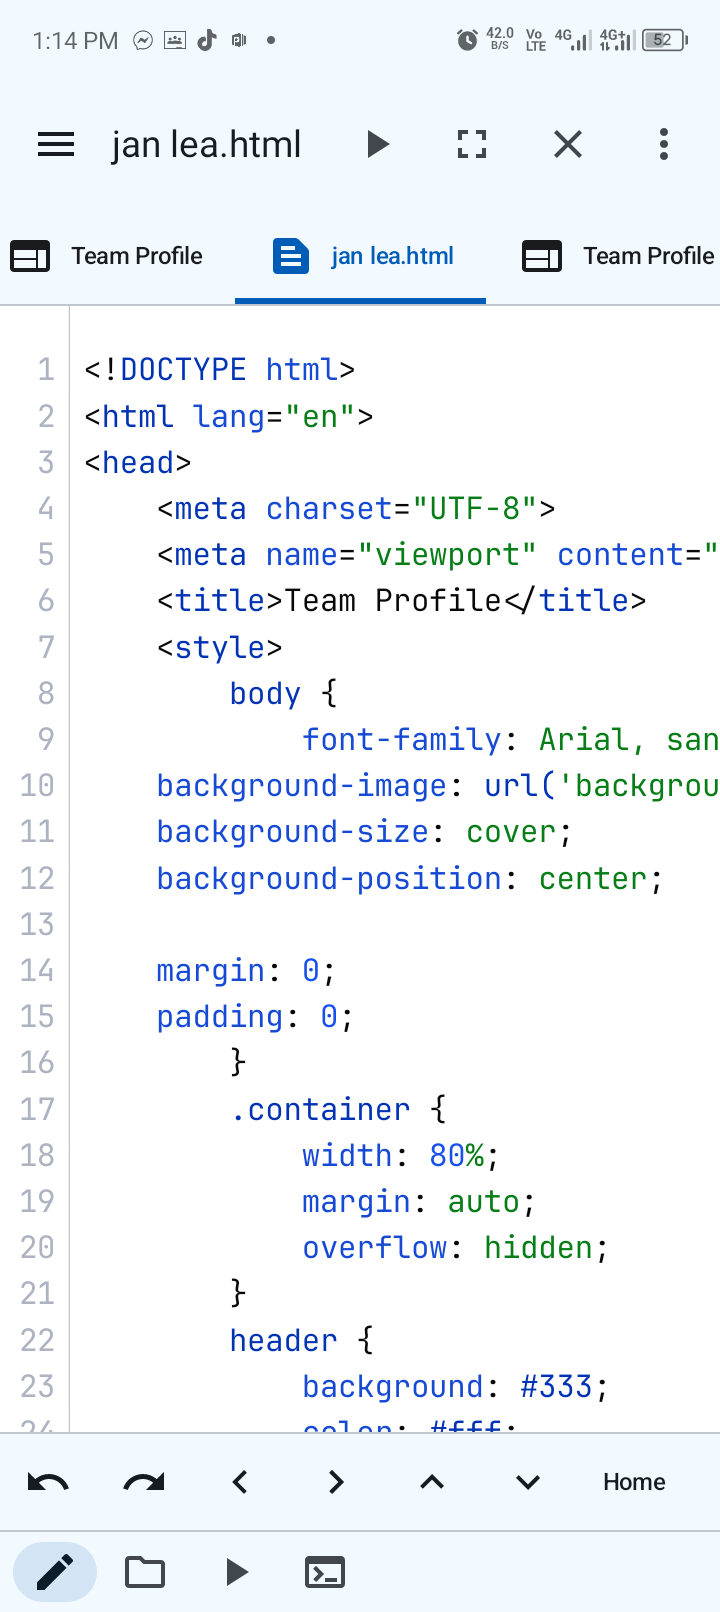 1:14 PM
42.0 B/S
Vo LTE
4G
4G+
52
jan lea.html
Team Profile
jan lea.html
Team Profile
1 <!DOCTYPE html>
2 <html lang="en">
3 <head>
4     <meta charset="UTF-8">
5     <meta name="viewport" content="
6     <title>Team Profile</title>
7     <style>
8         body {
9             font-family: Arial, san
10     background-image: url('backgrou
11     background-size: cover;
12     background-position: center;
13
14     margin: 0;
15     padding: 0;
16         }
17         .container {
18             width: 80%;
19             margin: auto;
20             overflow: hidden;
21         }
22         header {
23             background: #333;
24             color: #fff;
Home